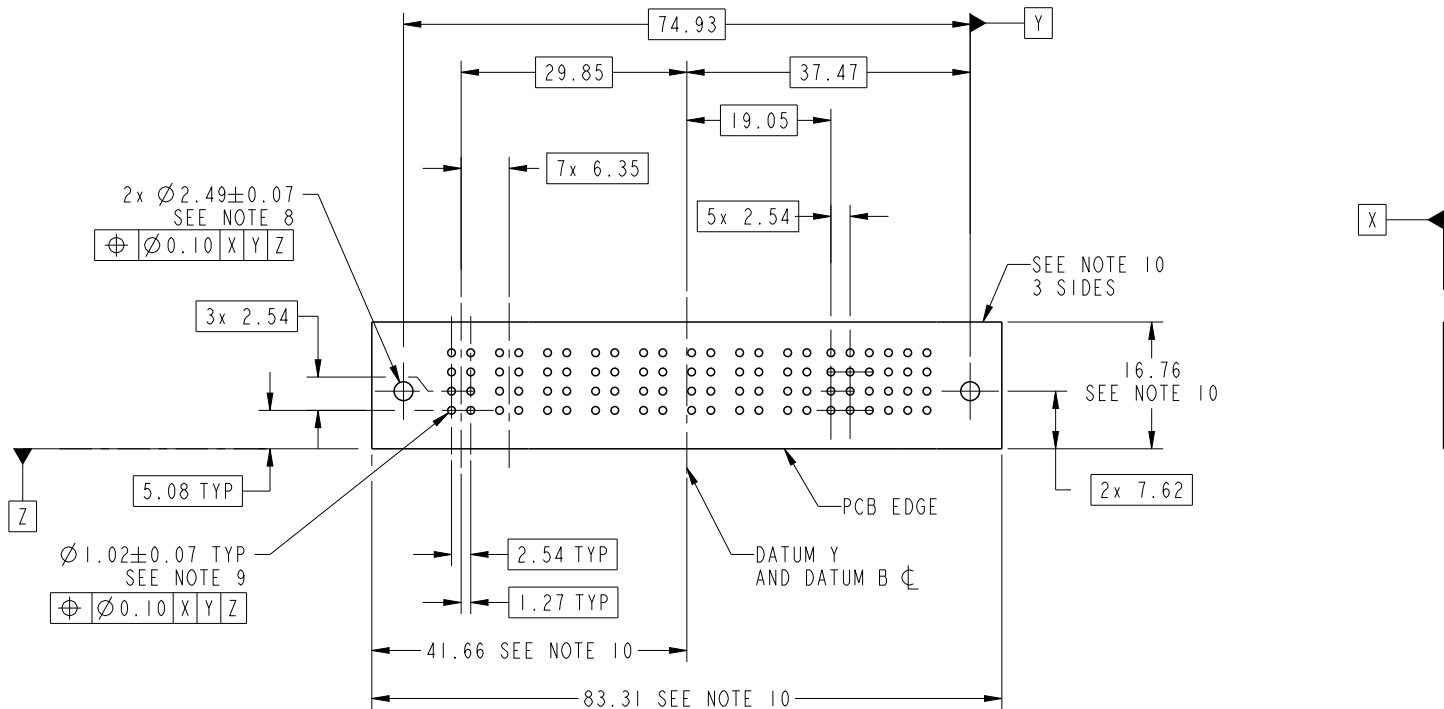 74.93
Y
29.85
37.47
19.05
7x 6.35
2x Ø2.49±0.07
SEE NOTE 8
⌖ Ø0.10 X Y Z
5x 2.54
X
SEE NOTE 10
3 SIDES
3x 2.54
16.76
SEE NOTE 10
5.08 TYP
2x 7.62
Z
PCB EDGE
Ø1.02±0.07 TYP
SEE NOTE 9
⌖ Ø0.10 X Y Z
2.54 TYP
DATUM Y
AND DATUM B ℄
1.27 TYP
41.66 SEE NOTE 10
83.31 SEE NOTE 10